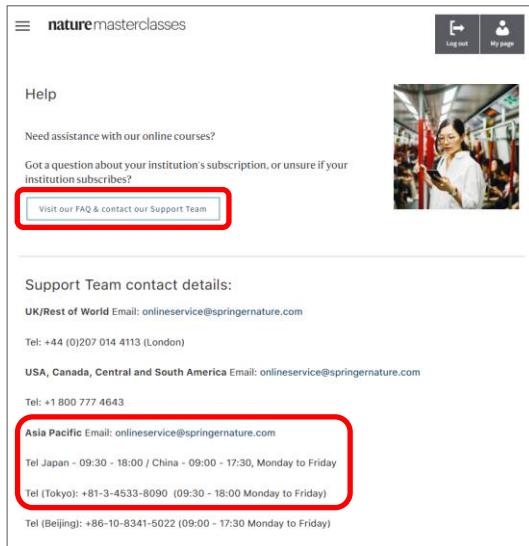 nature masterclasses
Log out
My page
Help
Need assistance with our online courses?
Got a question about your institution's subscription, or unsure if your
institution subscribes?
Visit our FAQ & contact our Support Team
Support Team contact details:
UK/Rest of World Email: onlineservice@springernature.com
Tel: +44 (0)207 014 4113 (London)
USA, Canada, Central and South America Email: onlineservice@springernature.com
Tel: +1 800 777 4643
Asia Pacific Email: onlineservice@springernature.com
Tel Japan - 09:30 - 18:00 / China - 09:00 - 17:30, Monday to Friday
Tel (Tokyo): +81-3-4533-8090 (09:30 - 18:00 Monday to Friday)
Tel (Beijing): +86-10-8341-5022 (09:00 - 17:30 Monday to Friday)